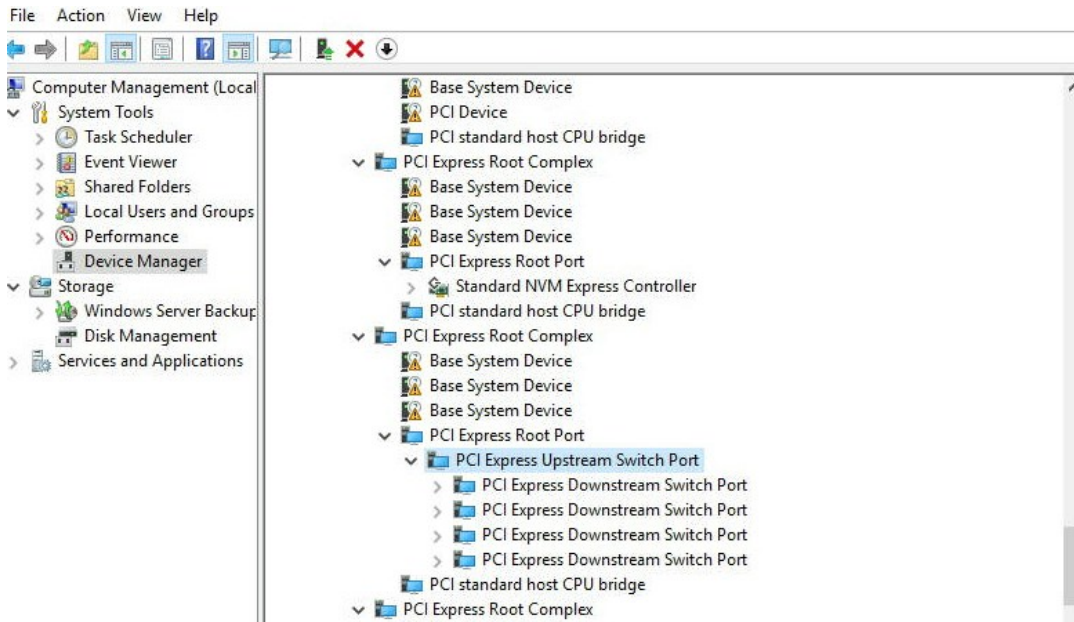 File Action View Help
Computer Management (Local
System Tools
Task Scheduler
Event Viewer
Shared Folders
Local Users and Groups
Performance
Device Manager
Storage
Windows Server Backup
Disk Management
Services and Applications
Base System Device
PCI Device
PCI standard host CPU bridge
PCI Express Root Complex
Base System Device
Base System Device
Base System Device
PCI Express Root Port
Standard NVM Express Controller
PCI standard host CPU bridge
PCI Express Root Complex
Base System Device
Base System Device
Base System Device
PCI Express Root Port
PCI Express Upstream Switch Port
PCI Express Downstream Switch Port
PCI Express Downstream Switch Port
PCI Express Downstream Switch Port
PCI Express Downstream Switch Port
PCI standard host CPU bridge
PCI Express Root Complex